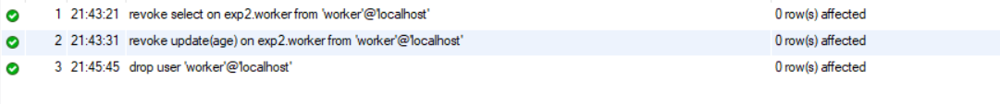 1 21:43:21 revoke select on exp2.worker from 'worker'@'localhost' 0 row(s) affected
2 21:43:31 revoke update(age) on exp2.worker from 'worker'@'localhost' 0 row(s) affected
3 21:45:45 drop user 'worker'@'localhost' 0 row(s) affected